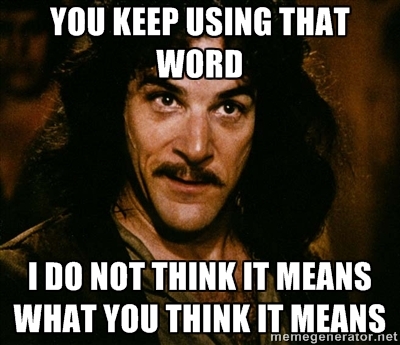 YOU KEEP USING THAT
WORD
I DO NOT THINK IT MEANS
WHAT YOU THINK IT MEANS
memegenerator.net